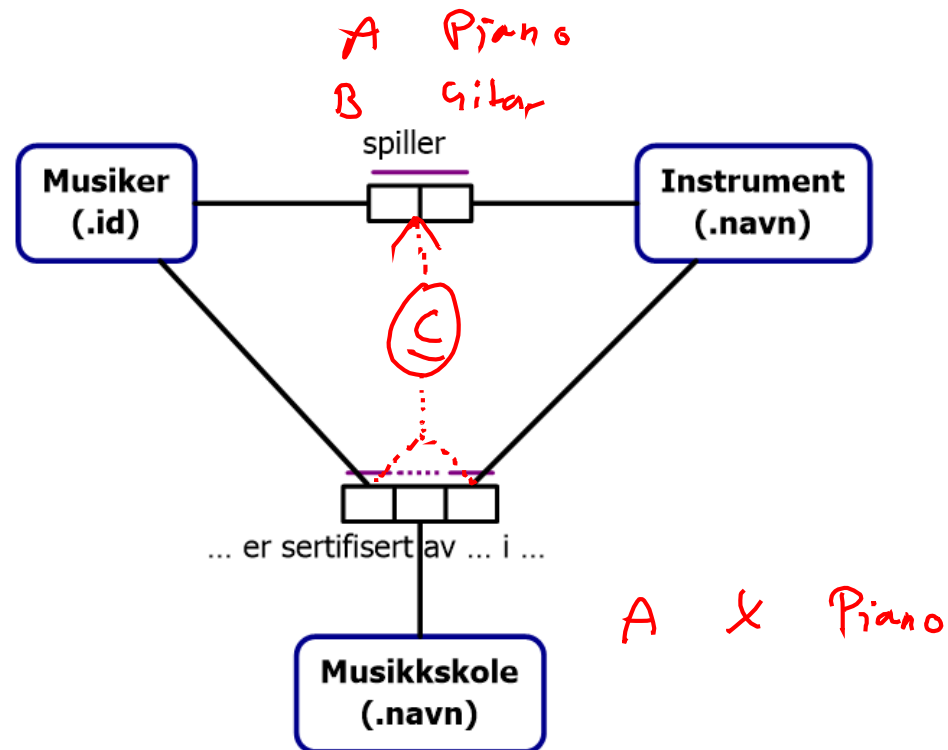 A Piano
B Gitar
spiller
Musiker
(.id)
Instrument
(.navn)
⊆
... er sertifisert av ... i ...
A X Piano
Musikkskole
(.navn)